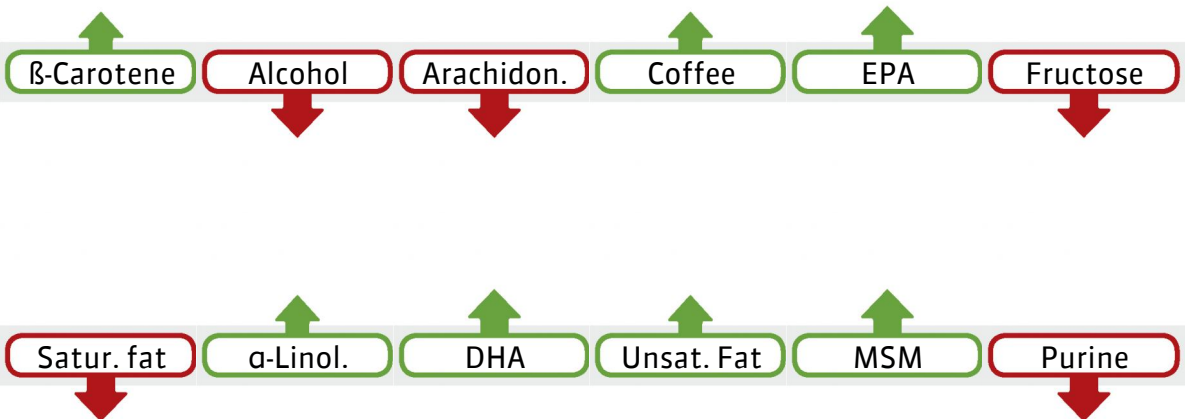 ß-Carotene Alcohol Arachidon. Coffee EPA Fructose
Satur. fat α-Linol. DHA Unsat. Fat MSM Purine